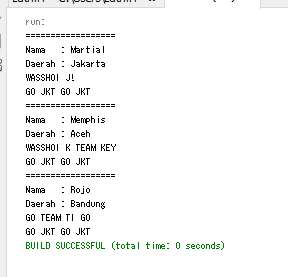 run:
==================
Nama : Martial
Daerah : Jakarta
WASSHOI J!
GO JKT GO JKT
==================
Nama : Memphis
Daerah : Aceh
WASSHOI K TEAM KEY
GO JKT GO JKT
==================
Nama : Rojo
Daerah : Bandung
GO TEAM TI GO
GO JKT GO JKT
BUILD SUCCESSFUL (total time: 0 seconds)